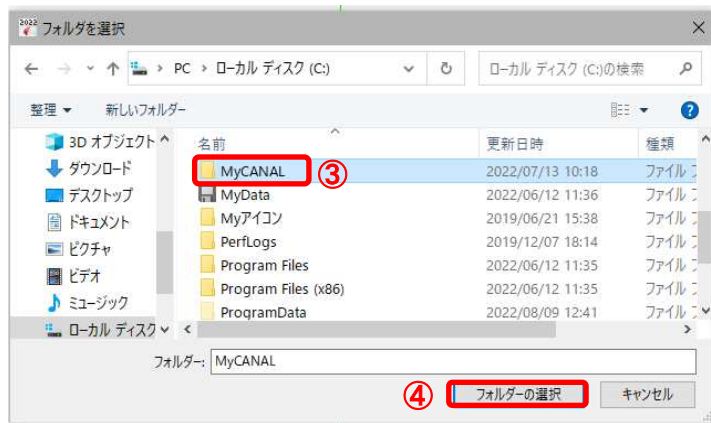 2022 フォルダを選択
PC › ローカル ディスク (C:)
ローカル ディスク (C:)の検索
整理 新しいフォルダー
3D オブジェクト
ダウンロード
デスクトップ
ドキュメント
ピクチャ
ビデオ
ミュージック
ローカル ディスク
名前 更新日時 種類
MyCANAL ③ 2022/07/13 10:18 ファイル
MyData 2022/06/12 11:36 ファイル
Myアイコン 2019/06/21 15:38 ファイル
PerfLogs 2019/12/07 18:14 ファイル
Program Files 2022/06/12 11:35 ファイル
Program Files (x86) 2022/06/12 11:35 ファイル
ProgramData 2022/08/09 12:41 ファイル
フォルダー: MyCANAL
④ フォルダーの選択 キャンセル